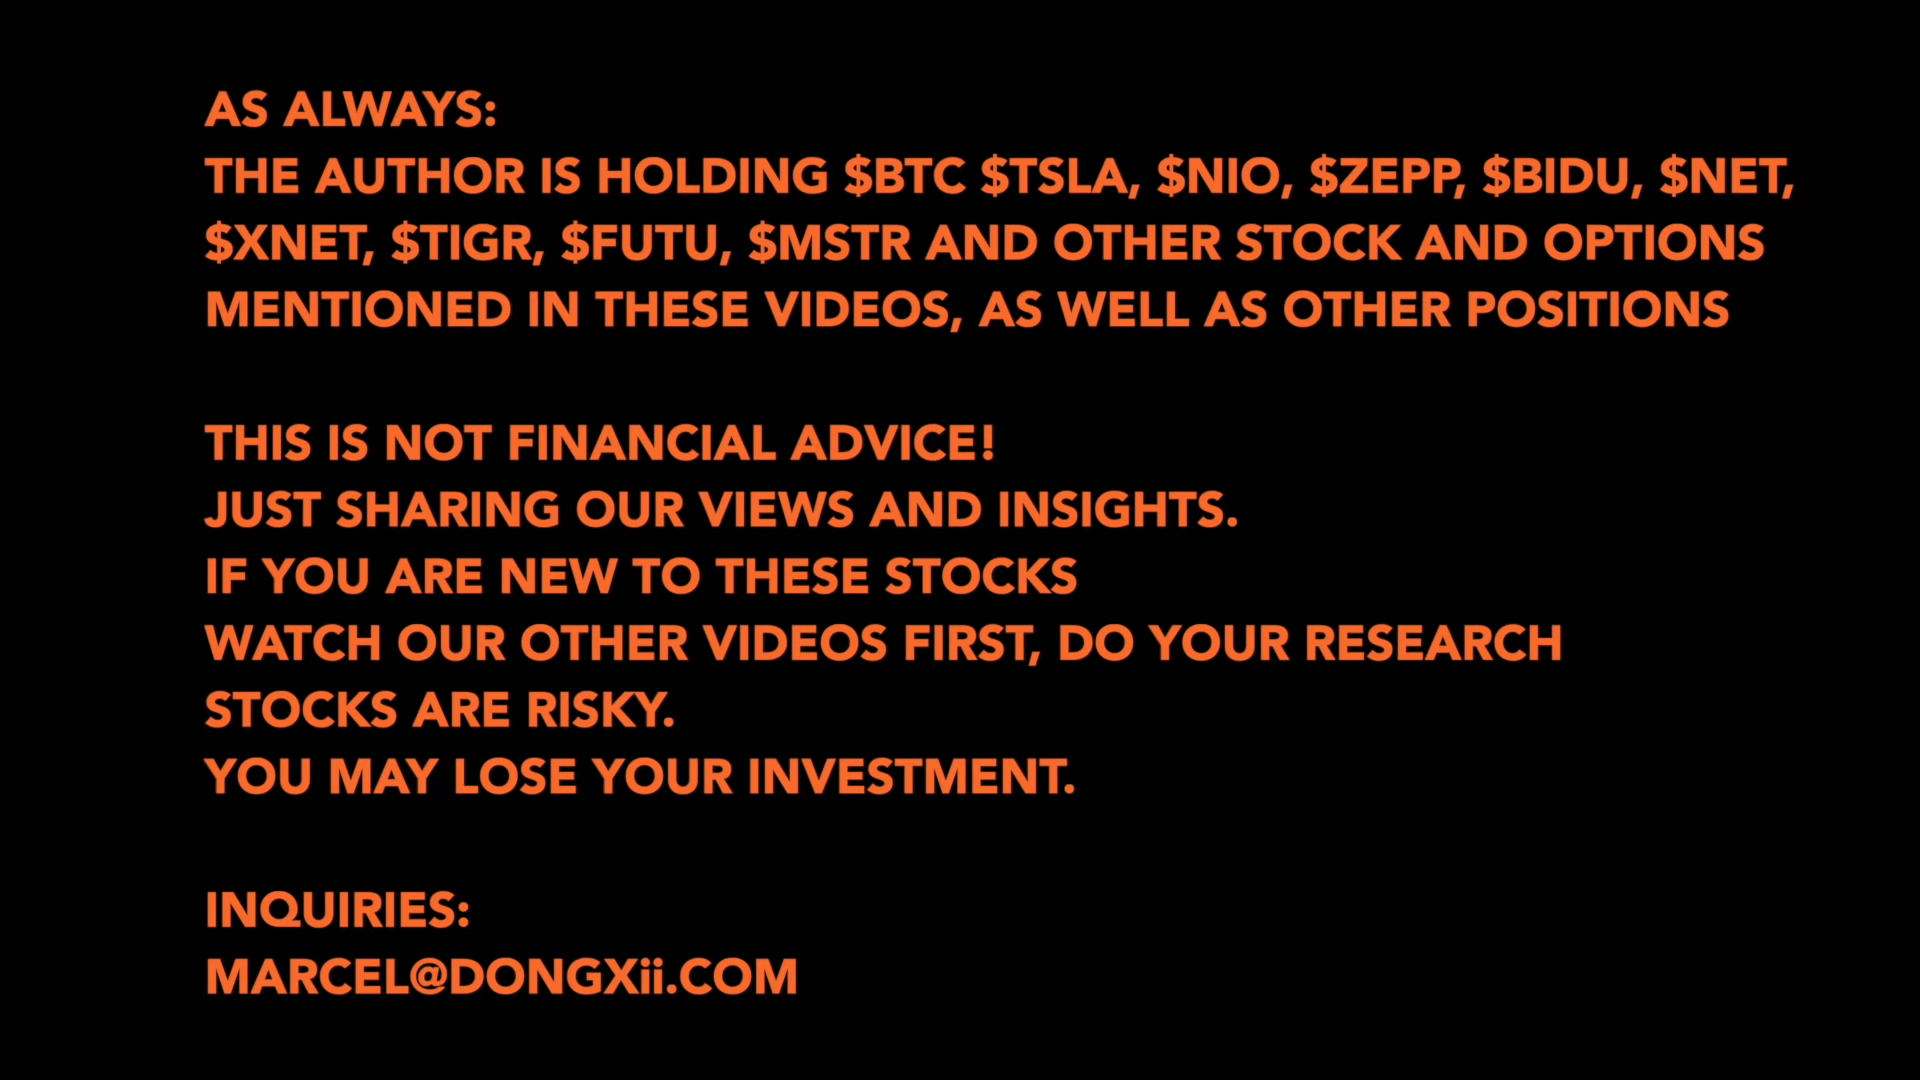 AS ALWAYS:
THE AUTHOR IS HOLDING $BTC $TSLA, $NIO, $ZEPP, $BIDU, $NET,
$XNET, $TIGR, $FUTU, $MSTR AND OTHER STOCK AND OPTIONS
MENTIONED IN THESE VIDEOS, AS WELL AS OTHER POSITIONS
THIS IS NOT FINANCIAL ADVICE!
JUST SHARING OUR VIEWS AND INSIGHTS.
IF YOU ARE NEW TO THESE STOCKS
WATCH OUR OTHER VIDEOS FIRST, DO YOUR RESEARCH
STOCKS ARE RISKY.
YOU MAY LOSE YOUR INVESTMENT.
INQUIRIES:
MARCEL@DONGXii.COM